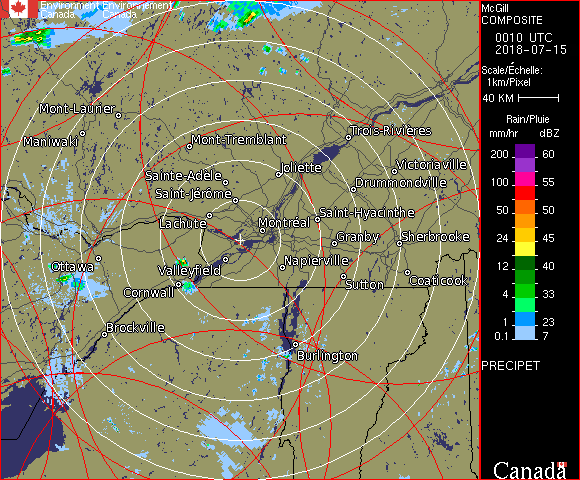 Environment Environnement
Canada Canada
McGill
COMPOSITE
0010 UTC
2018-07-15
Scale/Échelle:
1km/Pixel
40 KM
Rain/Pluie
mm/hr dBZ
200 60
100 55
50 50
24 45
12 40
4 33
1 23
0.1 7
PRECIPET
Canada
Mont-Laurier
Maniwaki
Mont-Tremblant
Trois-Rivières
Joliette
Victoriaville
Sainte-Adèle
Drummondville
Saint-Jérôme
Saint-Hyacinthe
Lachute
Montréal
Granby
Sherbrooke
Ottawa
Valleyfield
Napierville
Cornwall
Sutton
Coaticook
Brockville
Burlington